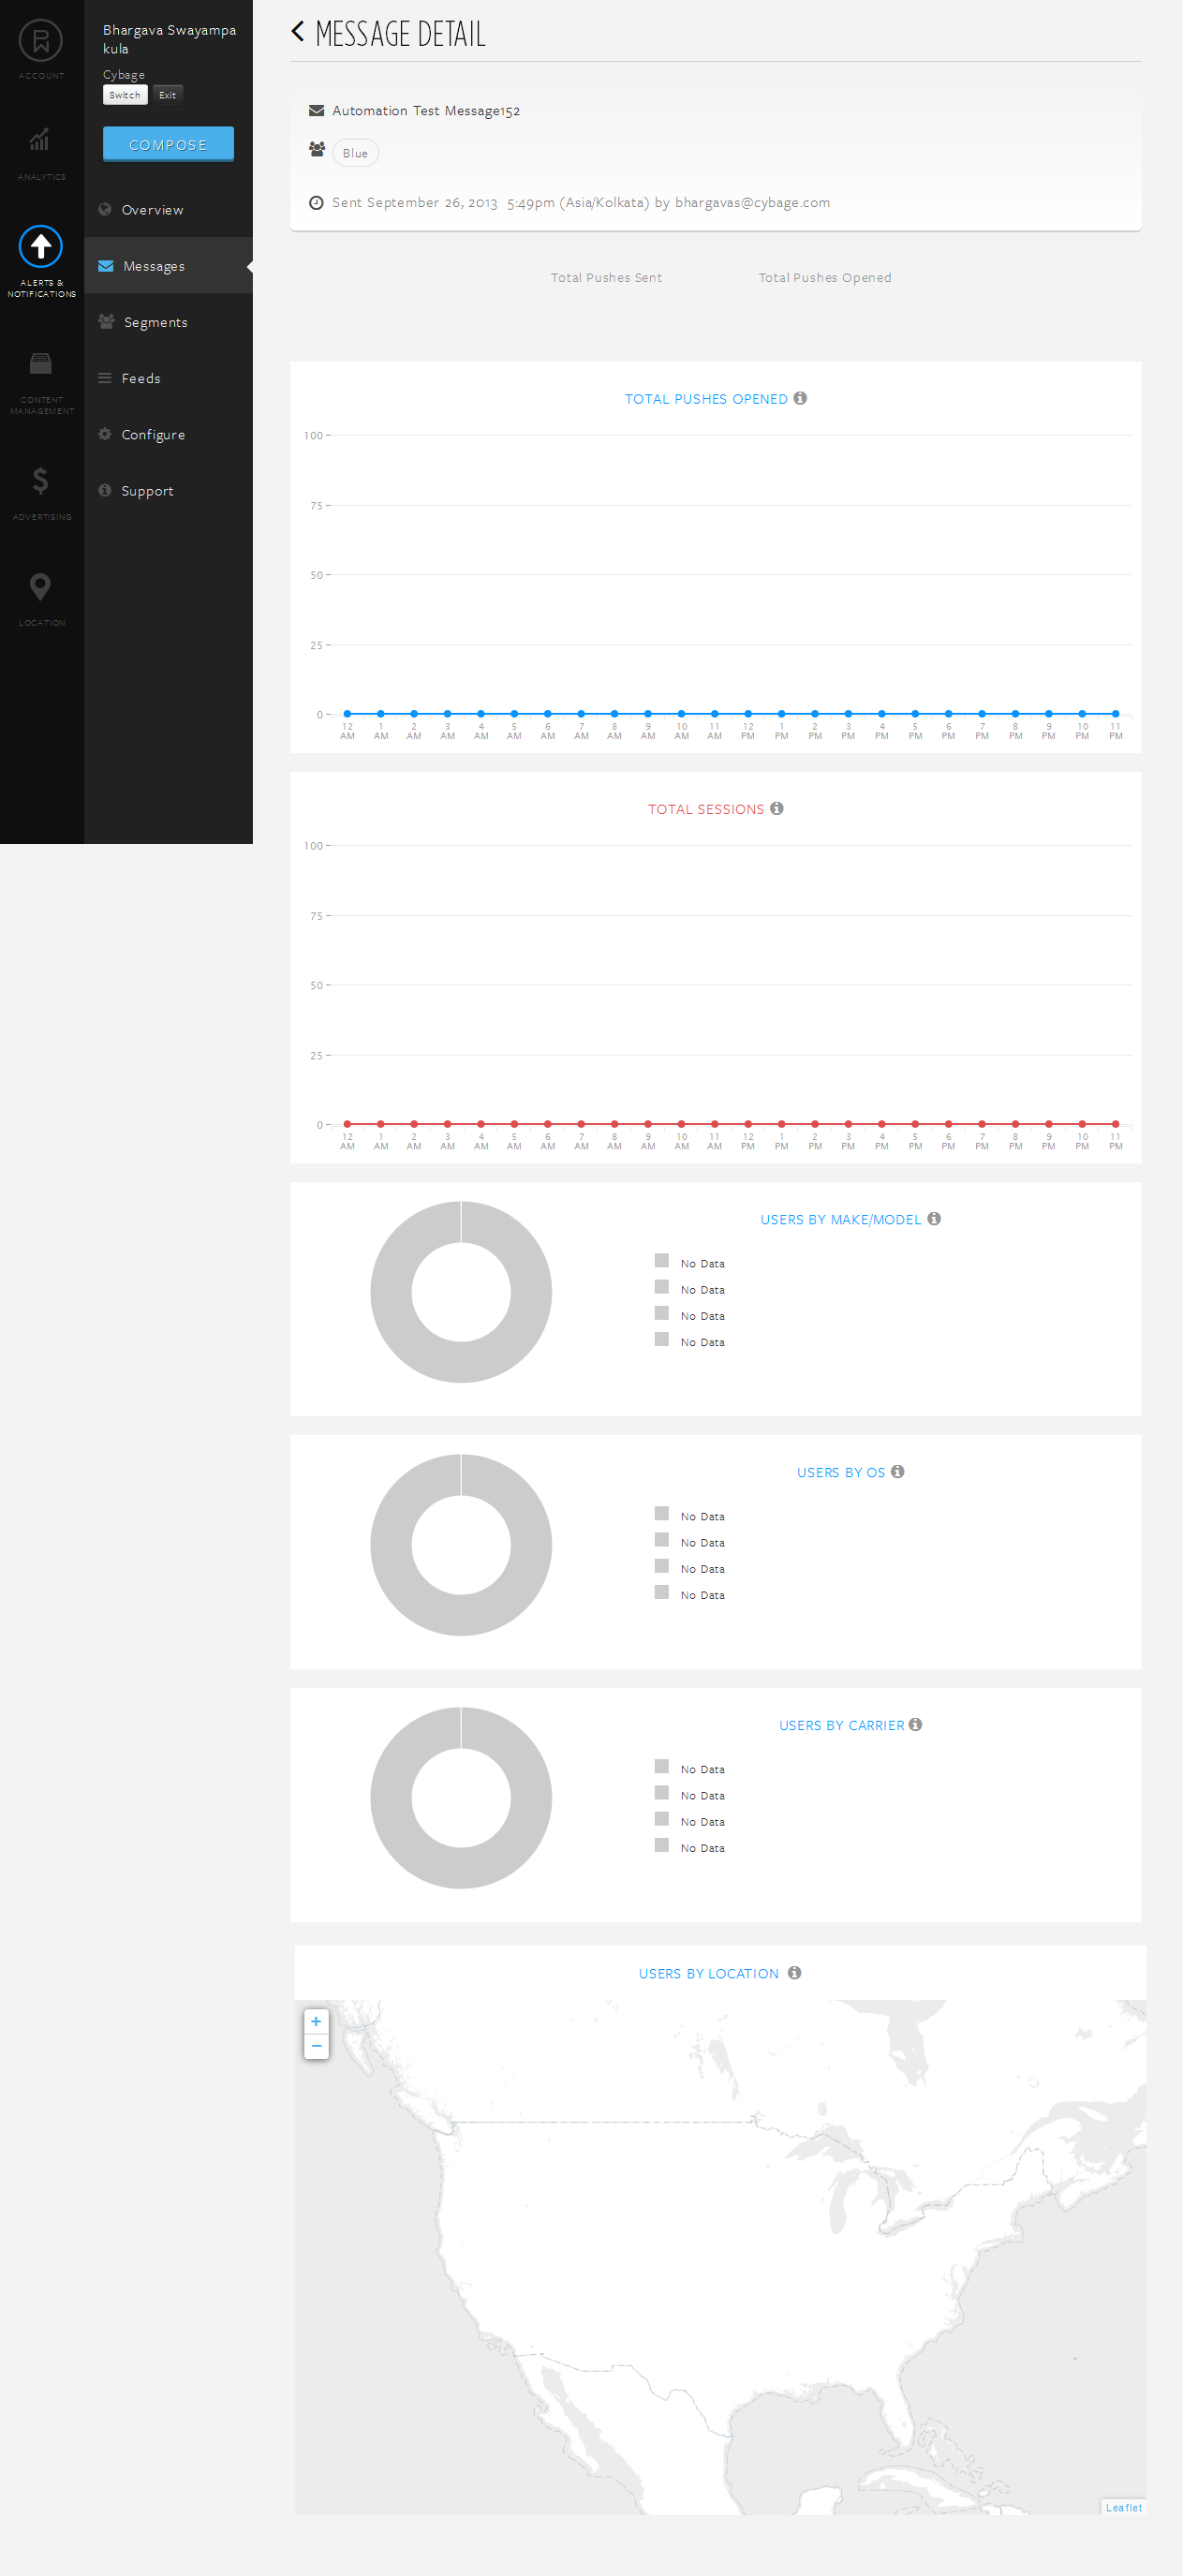 ACCOUNT
ANALYTICS
ALERTS &
NOTIFICATIONS
CONTENT
MANAGEMENT
ADVERTISING
LOCATION
Bhargava Swayampa
kula
Cybage
Switch Exit
COMPOSE
Overview
Messages
Segments
Feeds
Configure
Support
MESSAGE DETAIL
Automation Test Message152
Blue
Sent September 26, 2013 5:49pm (Asia/Kolkata) by bhargavas@cybage.com
Total Pushes Sent Total Pushes Opened
TOTAL PUSHES OPENED
100
75
50
25
0
12 1 2 3 4 5 6 7 8 9 10 11 12 1 2 3 4 5 6 7 8 9 10 11
AM AM AM AM AM AM AM AM AM AM AM AM PM PM PM PM PM PM PM PM PM PM PM PM
TOTAL SESSIONS
100
75
50
25
0
12 1 2 3 4 5 6 7 8 9 10 11 12 1 2 3 4 5 6 7 8 9 10 11
AM AM AM AM AM AM AM AM AM AM AM AM PM PM PM PM PM PM PM PM PM PM PM PM
USERS BY MAKE/MODEL
No Data
No Data
No Data
No Data
USERS BY OS
No Data
No Data
No Data
No Data
USERS BY CARRIER
No Data
No Data
No Data
No Data
USERS BY LOCATION
+
−
Leaflet